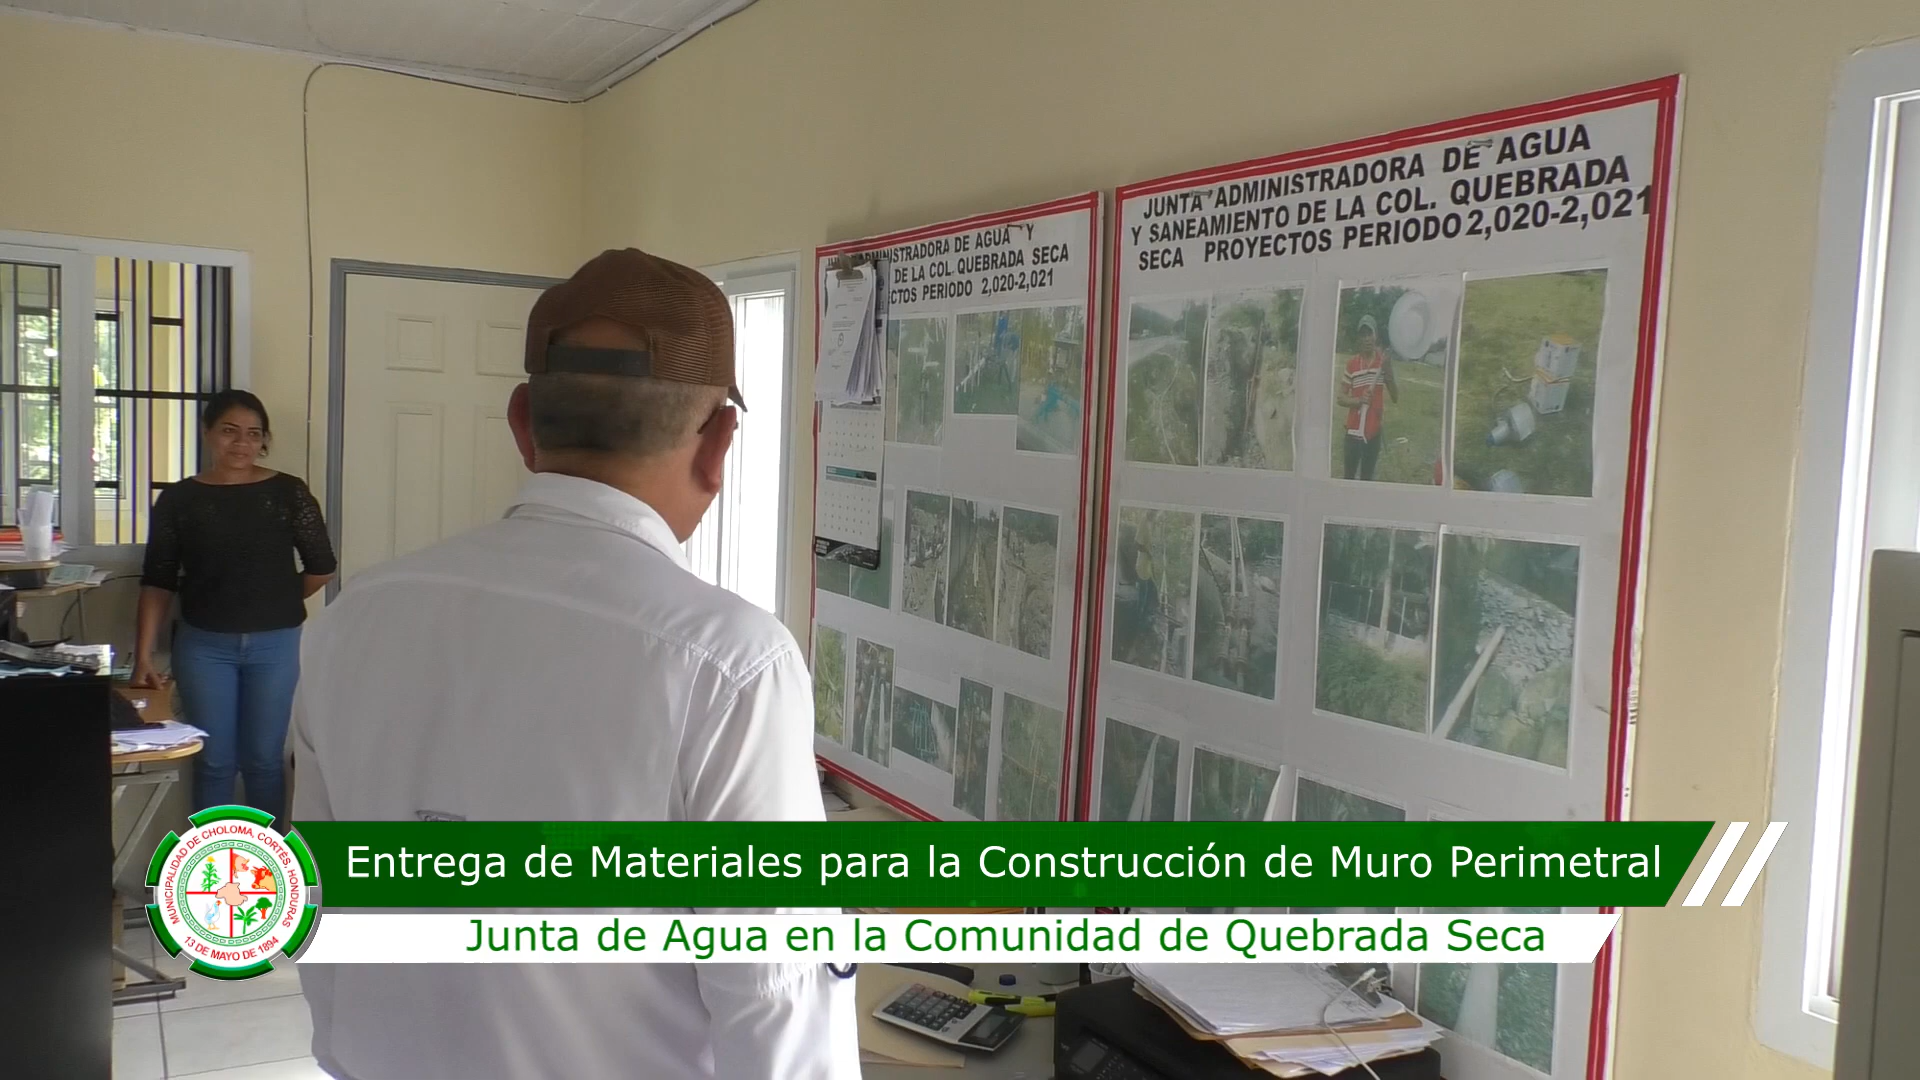 JUNTA ADMINISTRADORA DE AGUA
Y SANEAMIENTO DE LA COL. QUEBRADA
SECA PROYECTOS PERIODO 2,020-2,021
DE AGUA Y
DE LA COL. QUEBRADA SECA
PERIODO 2,020-2,021
Entrega de Materiales para la Construcción de Muro Perimetral
Junta de Agua en la Comunidad de Quebrada Seca
MUNICIPALIDAD DE CHOLOMA, CORTÉS, HONDURAS
13 DE MAYO DE 1894